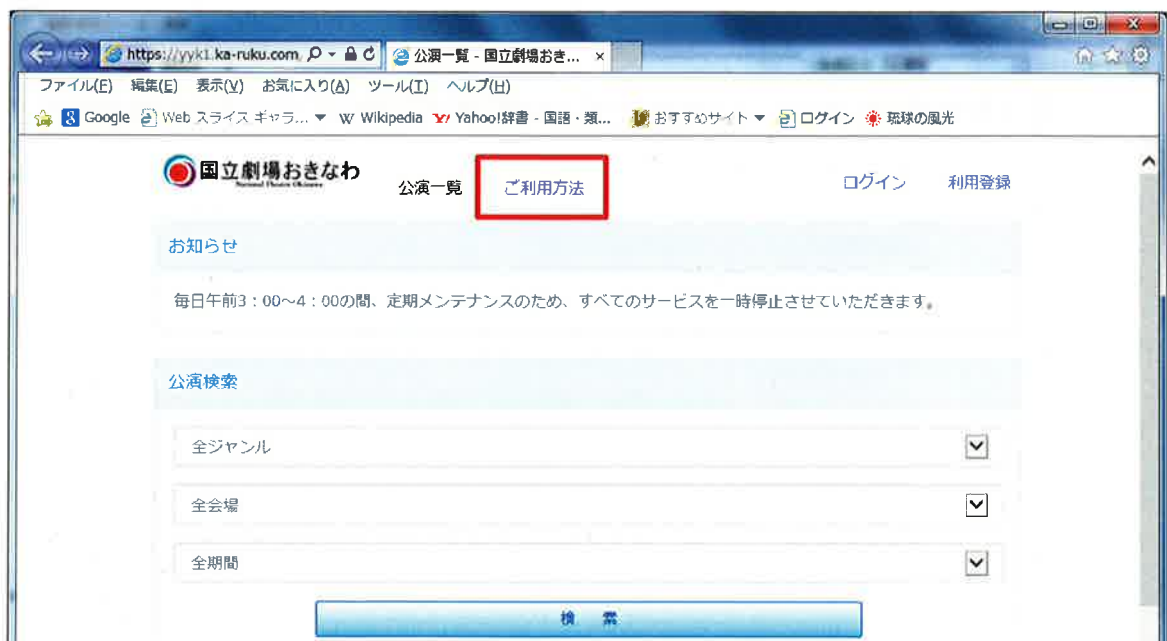 https://yyk1.ka-ruku.com
公演一覧 - 国立劇場おき...
ファイル(F) 編集(E) 表示(V) お気に入り(A) ツール(T) ヘルプ(H)
Google Web スライス ギャラ... Wikipedia Yahoo!辞書 - 国語・類... おすすめサイト ログイン 琉球の風光
国立劇場おきなわ 公演一覧 ご利用方法 ログイン 利用登録
National Theatre Okinawa
お知らせ
毎日午前3：00～4：00の間、定期メンテナンスのため、すべてのサービスを一時停止させていただきます。
公演検索
全ジャンル
全会場
全期間
検 索